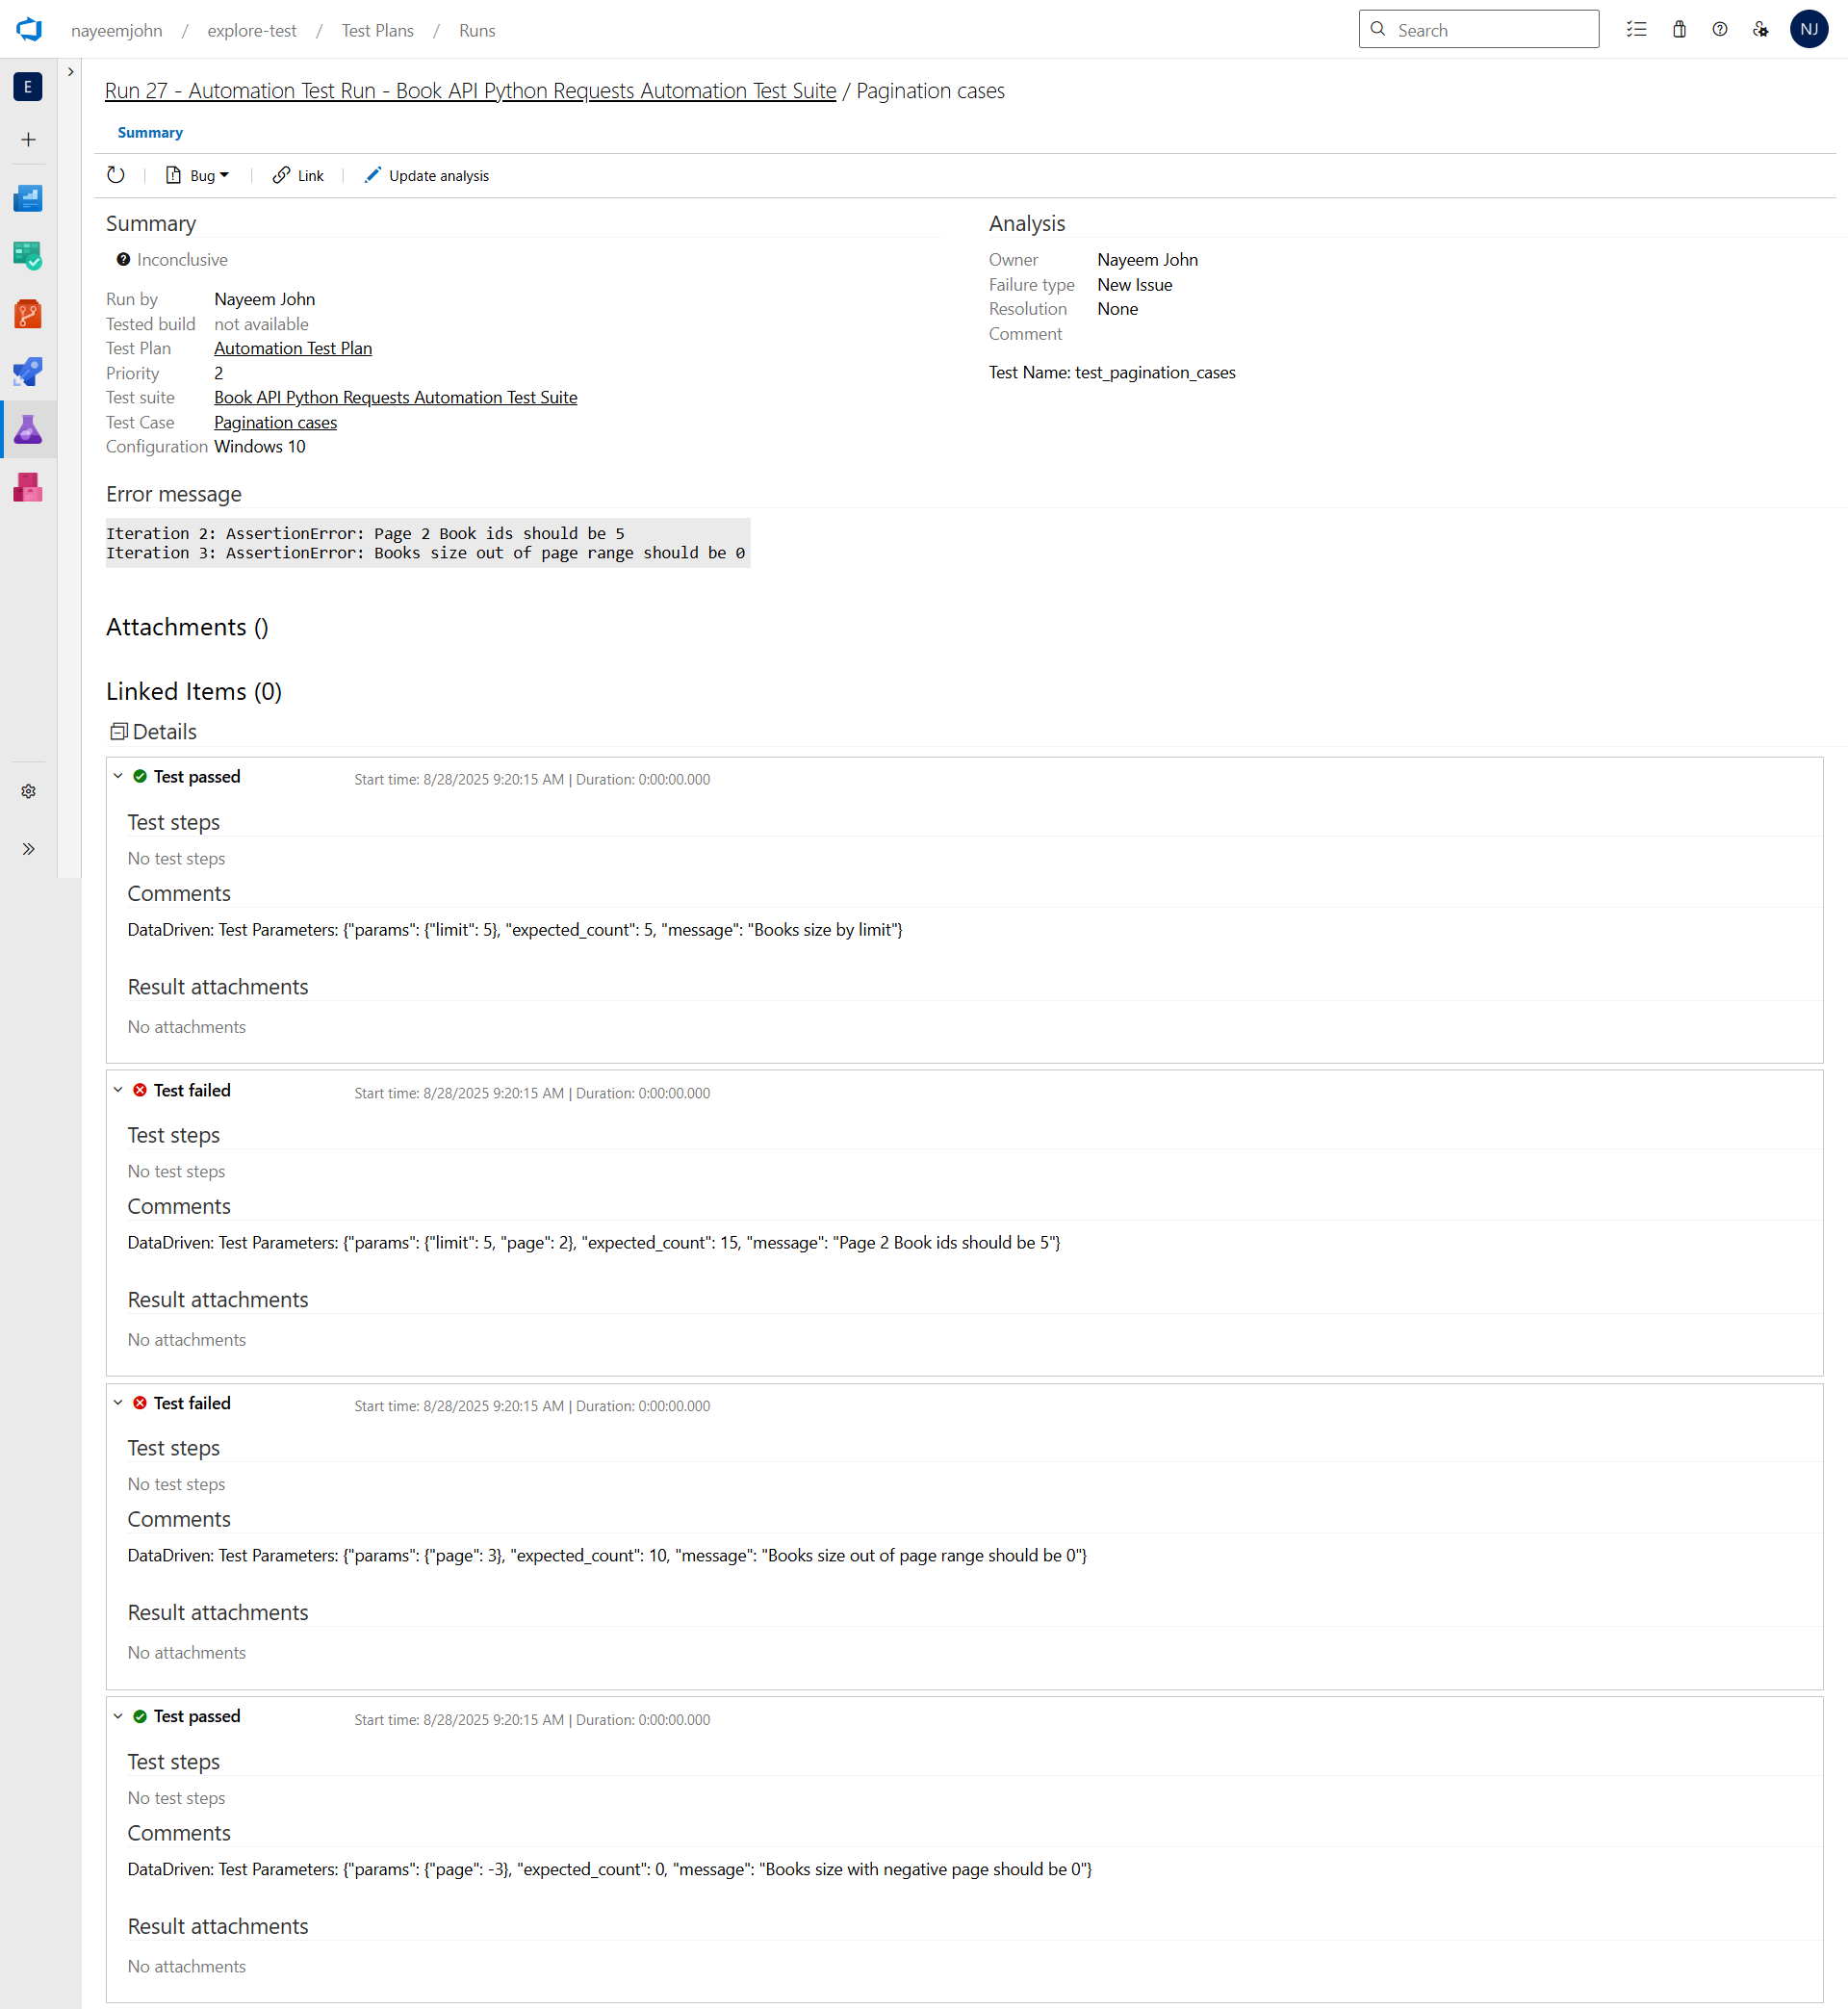 nayeemjohn / explore-test / Test Plans / Runs
Search
NJ
E
Run 27 - Automation Test Run - Book API Python Requests Automation Test Suite / Pagination cases
Summary
Bug
Link
Update analysis
Summary
Inconclusive
Run by Nayeem John
Tested build not available
Test Plan Automation Test Plan
Priority 2
Test suite Book API Python Requests Automation Test Suite
Test Case Pagination cases
Configuration Windows 10
Analysis
Owner Nayeem John
Failure type New Issue
Resolution None
Comment
Test Name: test_pagination_cases
Error message
Iteration 2: AssertionError: Page 2 Book ids should be 5
Iteration 3: AssertionError: Books size out of page range should be 0
Attachments ()
Linked Items (0)
Details
Test passed Start time: 8/28/2025 9:20:15 AM | Duration: 0:00:00.000
Test steps
No test steps
Comments
DataDriven: Test Parameters: {"params": {"limit": 5}, "expected_count": 5, "message": "Books size by limit"}
Result attachments
No attachments
Test failed Start time: 8/28/2025 9:20:15 AM | Duration: 0:00:00.000
Test steps
No test steps
Comments
DataDriven: Test Parameters: {"params": {"limit": 5, "page": 2}, "expected_count": 15, "message": "Page 2 Book ids should be 5"}
Result attachments
No attachments
Test failed Start time: 8/28/2025 9:20:15 AM | Duration: 0:00:00.000
Test steps
No test steps
Comments
DataDriven: Test Parameters: {"params": {"page": 3}, "expected_count": 10, "message": "Books size out of page range should be 0"}
Result attachments
No attachments
Test passed Start time: 8/28/2025 9:20:15 AM | Duration: 0:00:00.000
Test steps
No test steps
Comments
DataDriven: Test Parameters: {"params": {"page": -3}, "expected_count": 0, "message": "Books size with negative page should be 0"}
Result attachments
No attachments